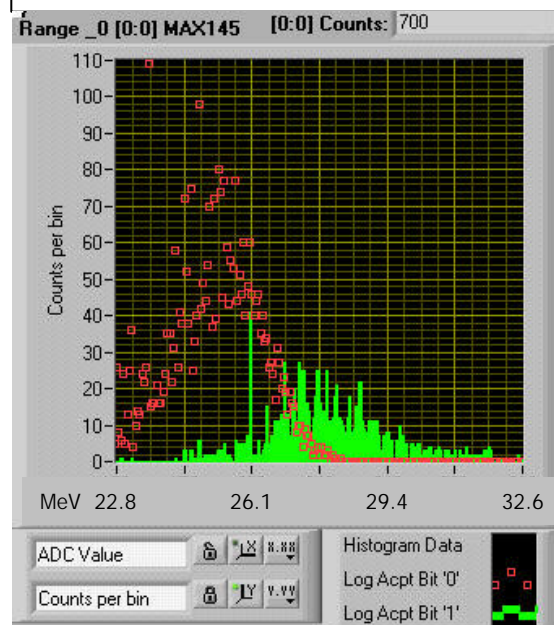 Range _0 [0:0] MAX145 [0:0] Counts: 700
110-
100-
90-
80-
70-
60-
50-
40-
30-
20-
10-
0-
Counts per bin
MeV 22.8 26.1 29.4 32.6
ADC Value X X.XX
Counts per bin Y Y.YY
Histogram Data
Log Acpt Bit '0'
Log Acpt Bit '1'